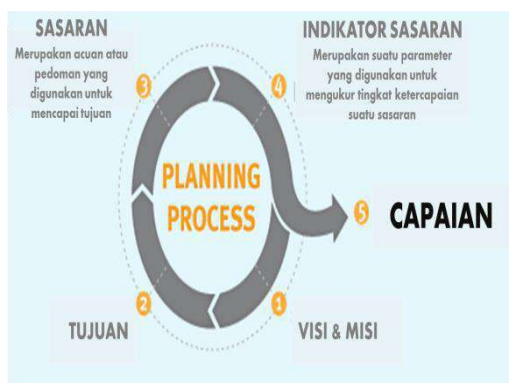 SASARAN
Merupakan acuan atau
pedoman yang
digunakan untuk
mencapai tujuan
3
INDIKATOR SASARAN
Merupakan suatu parameter
yang digunakan untuk
mengukur tingkat ketercapaian
suatu sasaran
4
PLANNING
PROCESS
5
CAPAIAN
2
TUJUAN
1
VISI & MISI